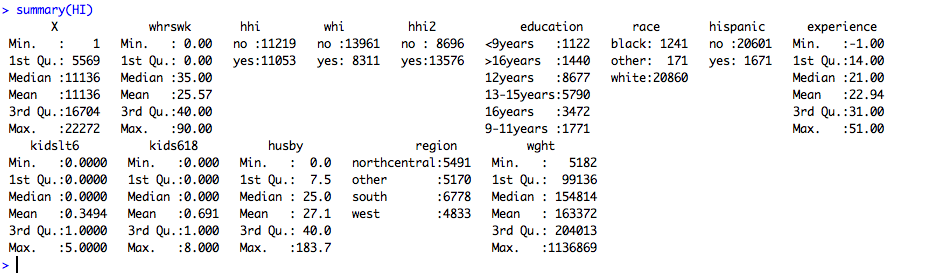 > summary(HI)
X whrswk hhi whi hhi2 education race hispanic experience
Min. : 1 Min. : 0.00 no :11219 no :13961 no : 8696 <9years :1122 black: 1241 no :20601 Min. :-1.00
1st Qu.: 5569 1st Qu.: 0.00 yes:11053 yes: 8311 yes:13576 >16years :1440 other: 171 yes: 1671 1st Qu.:14.00
Median :11136 Median :35.00 12years :8677 white:20860 Median :21.00
Mean :11136 Mean :25.57 13-15years:5790 Mean :22.94
3rd Qu.:16704 3rd Qu.:40.00 16years :3472 3rd Qu.:31.00
Max. :22272 Max. :90.00 9-11years :1771 Max. :51.00
kidslt6 kids618 husby region wght
Min. :0.0000 Min. :0.000 Min. : 0.0 northcentral:5491 Min. : 5182
1st Qu.:0.0000 1st Qu.:0.000 1st Qu.: 7.5 other :5170 1st Qu.: 99136
Median :0.0000 Median :0.000 Median : 25.0 south :6778 Median : 154814
Mean :0.3494 Mean :0.691 Mean : 27.1 west :4833 Mean : 163372
3rd Qu.:1.0000 3rd Qu.:1.000 3rd Qu.: 40.0 3rd Qu.: 204013
Max. :5.0000 Max. :8.000 Max. :183.7 Max. :1136869
>